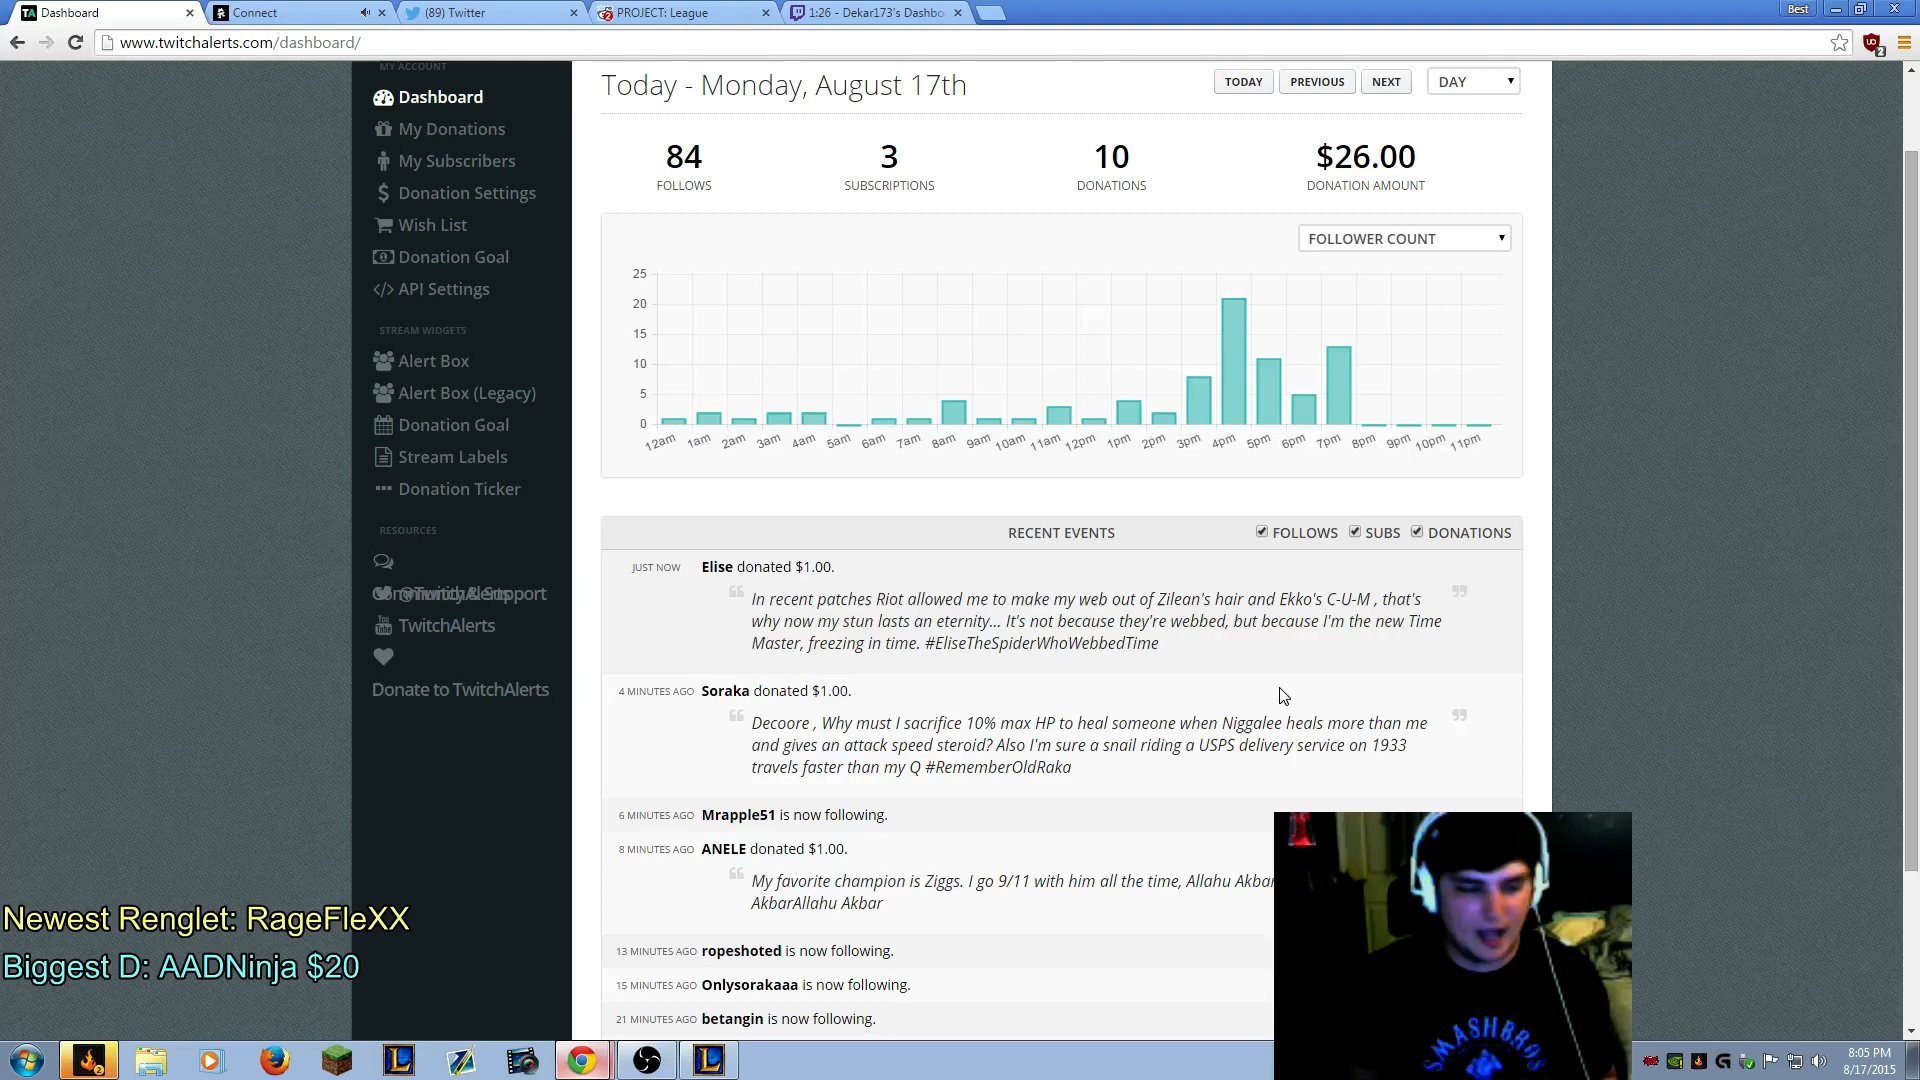 Dashboard
Connect
(89) Twitter
PROJECT: League
1:26 - Dekar173's Dashbo
Best
www.twitchalerts.com/dashboard/
MY ACCOUNT
Dashboard
My Donations
My Subscribers
Donation Settings
Wish List
Donation Goal
API Settings
STREAM WIDGETS
Alert Box
Alert Box (Legacy)
Donation Goal
Stream Labels
Donation Ticker
RESOURCES
Community & Support
@TwitchAlerts
TwitchAlerts
Donate to TwitchAlerts
Today - Monday, August 17th
TODAY
PREVIOUS
NEXT
DAY
84
3
10
$26.00
FOLLOWS
SUBSCRIPTIONS
DONATIONS
DONATION AMOUNT
FOLLOWER COUNT
25
20
15
10
5
0
12am 1am 2am 3am 4am 5am 6am 7am 8am 9am 10am 11am 12pm 1pm 2pm 3pm 4pm 5pm 6pm 7pm 8pm 9pm 10pm 11pm
RECENT EVENTS
FOLLOWS
SUBS
DONATIONS
JUST NOW Elise donated $1.00.
In recent patches Riot allowed me to make my web out of Zilean's hair and Ekko's C-U-M , that's
why now my stun lasts an eternity... It's not because they're webbed, but because I'm the new Time
Master, freezing in time. #EliseTheSpiderWhoWebbedTime
4 MINUTES AGO Soraka donated $1.00.
Decoore , Why must I sacrifice 10% max HP to heal someone when Niggalee heals more than me
and gives an attack speed steroid? Also I'm sure a snail riding a USPS delivery service on 1933
travels faster than my Q #RememberOldRaka
6 MINUTES AGO Mrapple51 is now following.
8 MINUTES AGO ANELE donated $1.00.
My favorite champion is Ziggs. I go 9/11 with him all the time, Allahu Akbar
AkbarAllahu Akbar
13 MINUTES AGO ropeshoted is now following.
15 MINUTES AGO Onlysorakaaa is now following.
21 MINUTES AGO betangin is now following.
Newest Renglet: RageFleXX
Biggest D: AADNinja $20
SMASHBROS
8:05 PM
8/17/2015